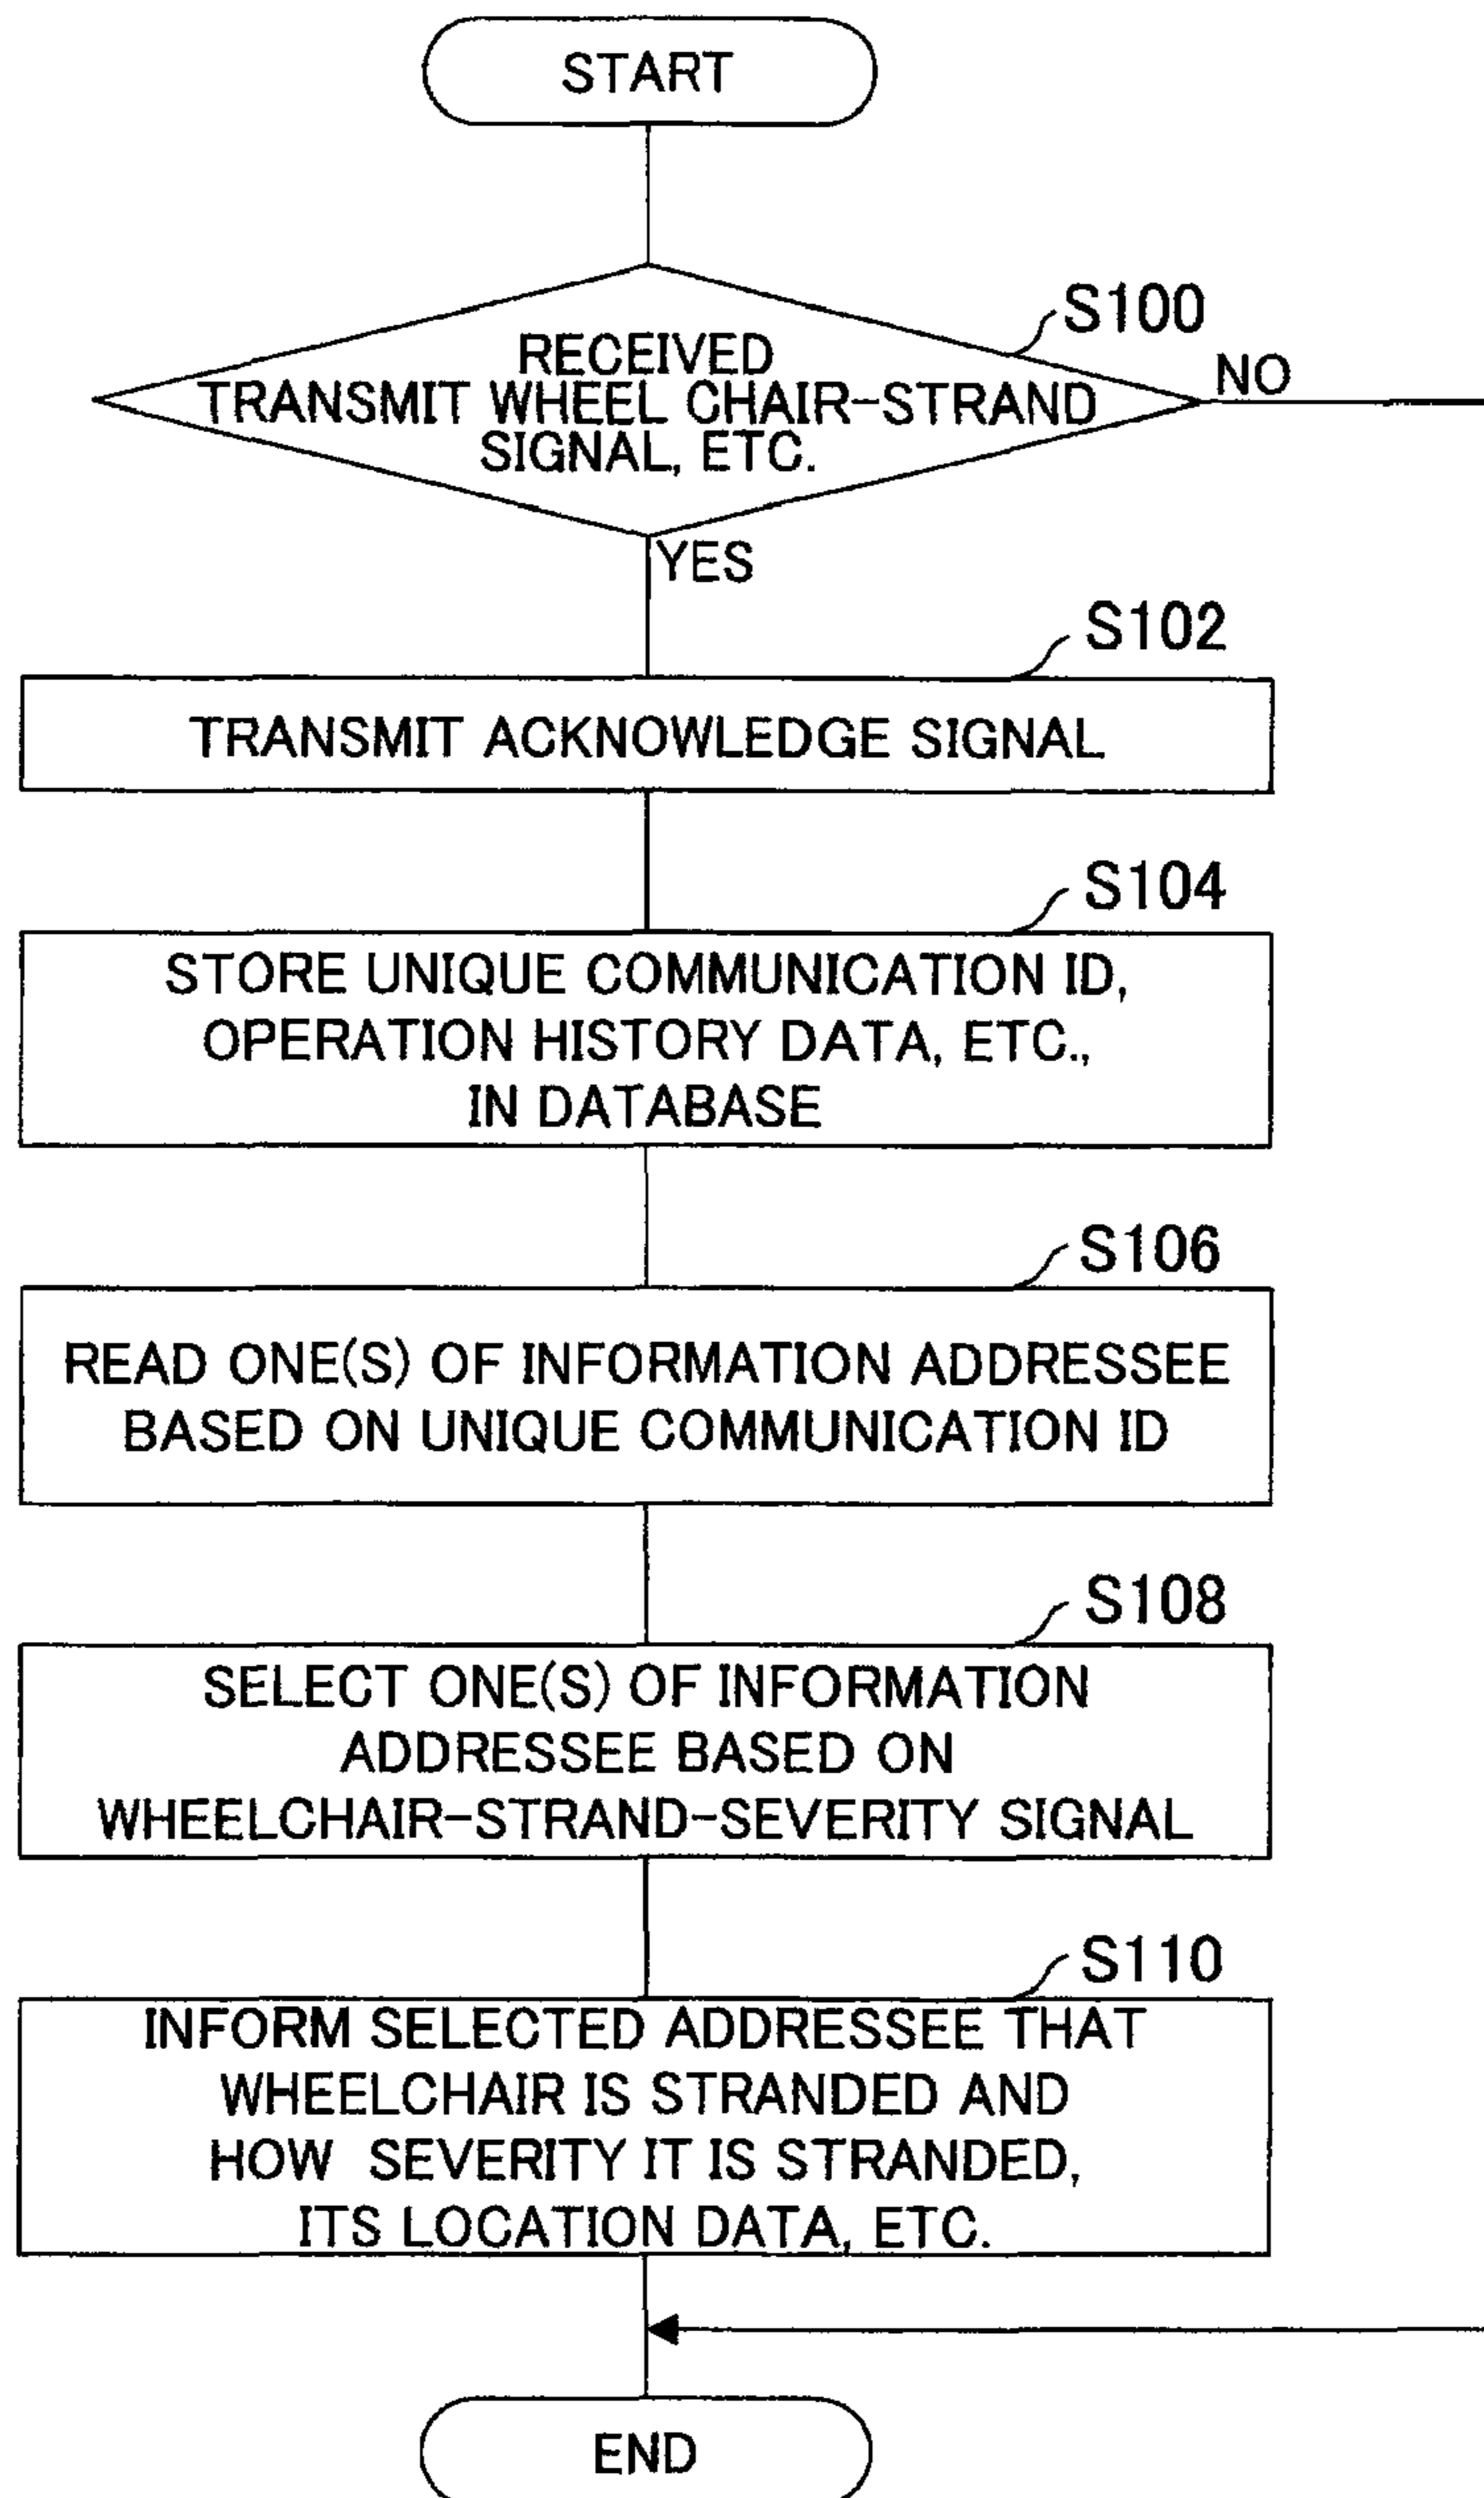 START
S100
RECEIVED
TRANSMIT WHEEL CHAIR-STRAND
SIGNAL, ETC.
NO
YES
S102
TRANSMIT ACKNOWLEDGE SIGNAL
S104
STORE UNIQUE COMMUNICATION ID,
OPERATION HISTORY DATA, ETC.,
IN DATABASE
S106
READ ONE(S) OF INFORMATION ADDRESSEE
BASED ON UNIQUE COMMUNICATION ID
S108
SELECT ONE(S) OF INFORMATION
ADDRESSEE BASED ON
WHEELCHAIR-STRAND-SEVERITY SIGNAL
S110
INFORM SELECTED ADDRESSEE THAT
WHEELCHAIR IS STRANDED AND
HOW SEVERITY IT IS STRANDED,
ITS LOCATION DATA, ETC.
END